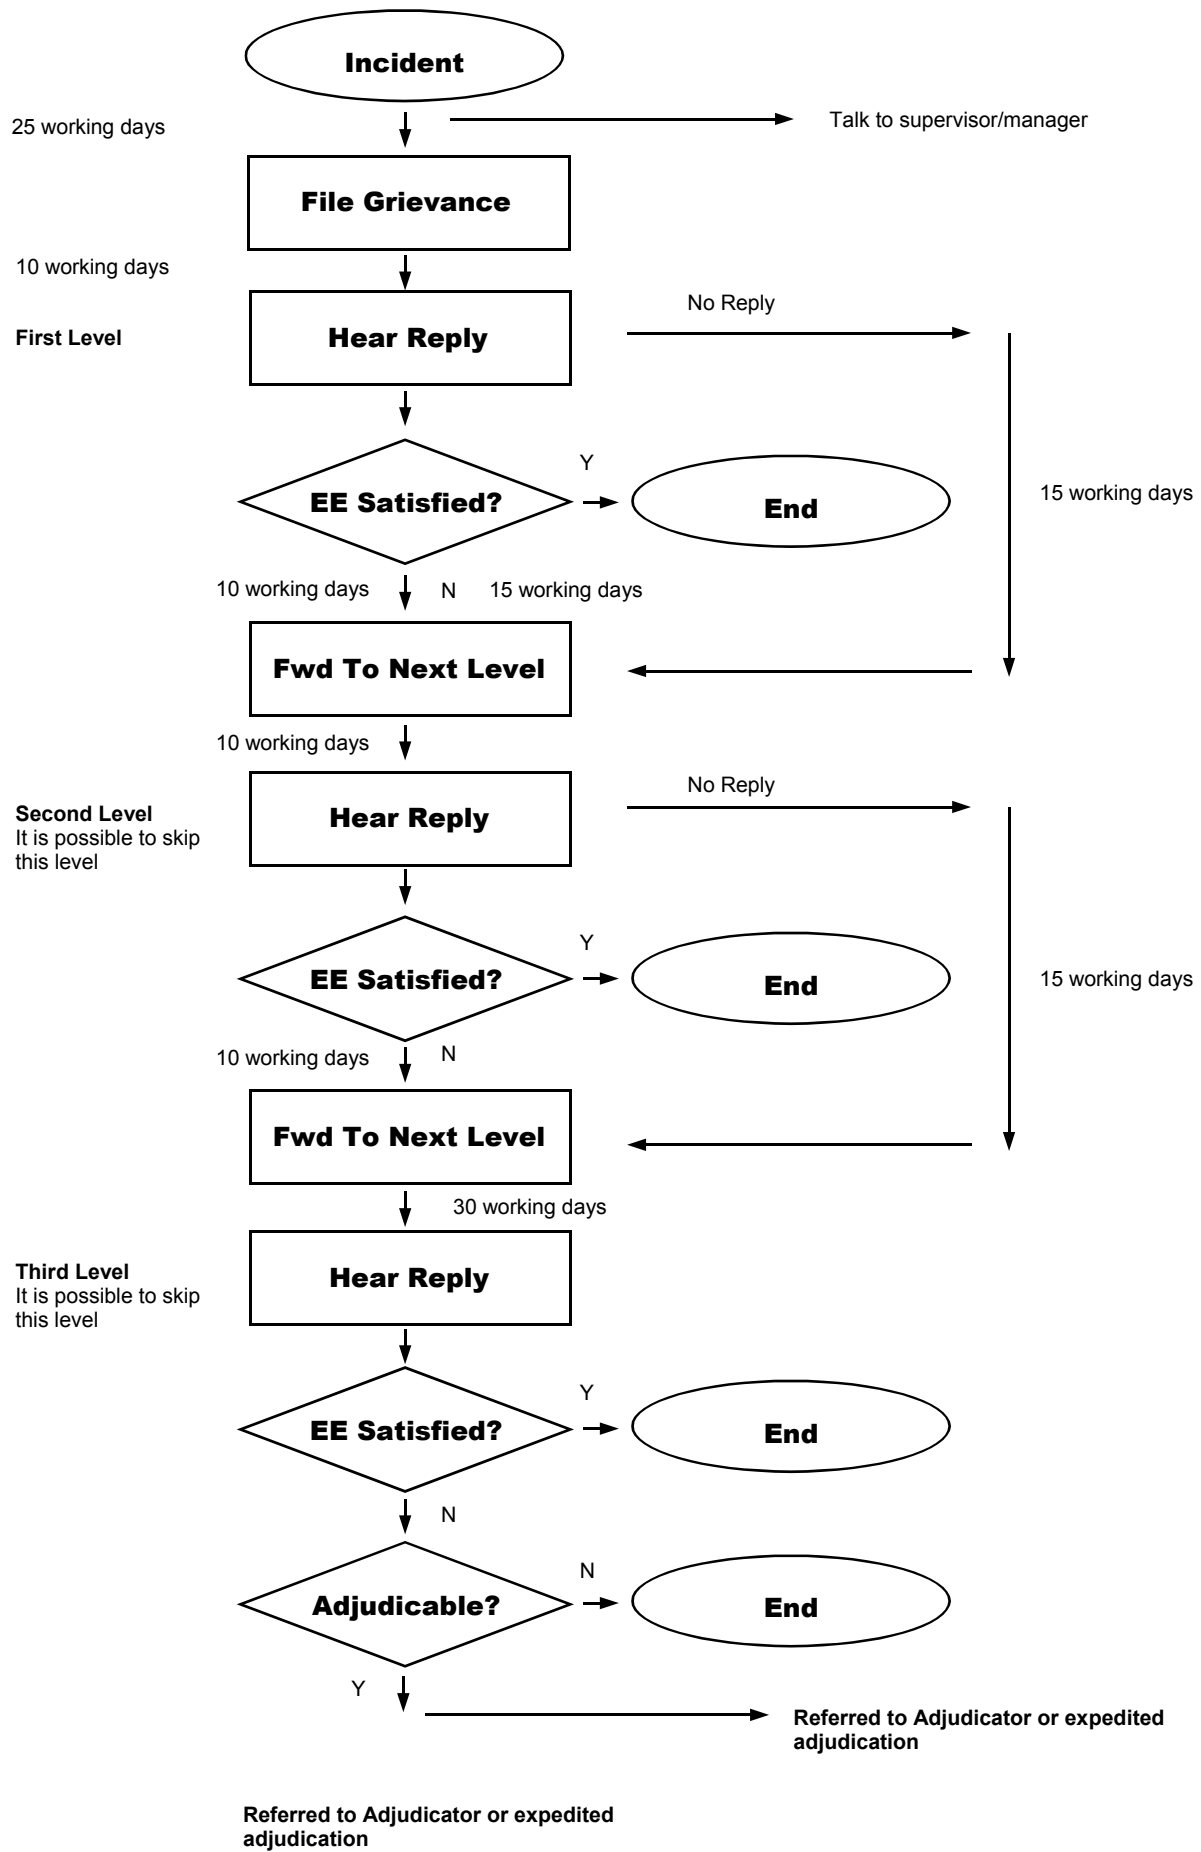 Incident
25 working days
Talk to supervisor/manager
File Grievance
10 working days
No Reply
First Level
Hear Reply
Y
EE Satisfied?
End
15 working days
10 working days
N
15 working days
Fwd To Next Level
10 working days
No Reply
Second Level
It is possible to skip
this level
Hear Reply
Y
EE Satisfied?
End
15 working days
10 working days
N
Fwd To Next Level
30 working days
Third Level
It is possible to skip
this level
Hear Reply
Y
EE Satisfied?
End
N
N
Adjudicable?
End
Y
Referred to Adjudicator or expedited
adjudication
Referred to Adjudicator or expedited
adjudication